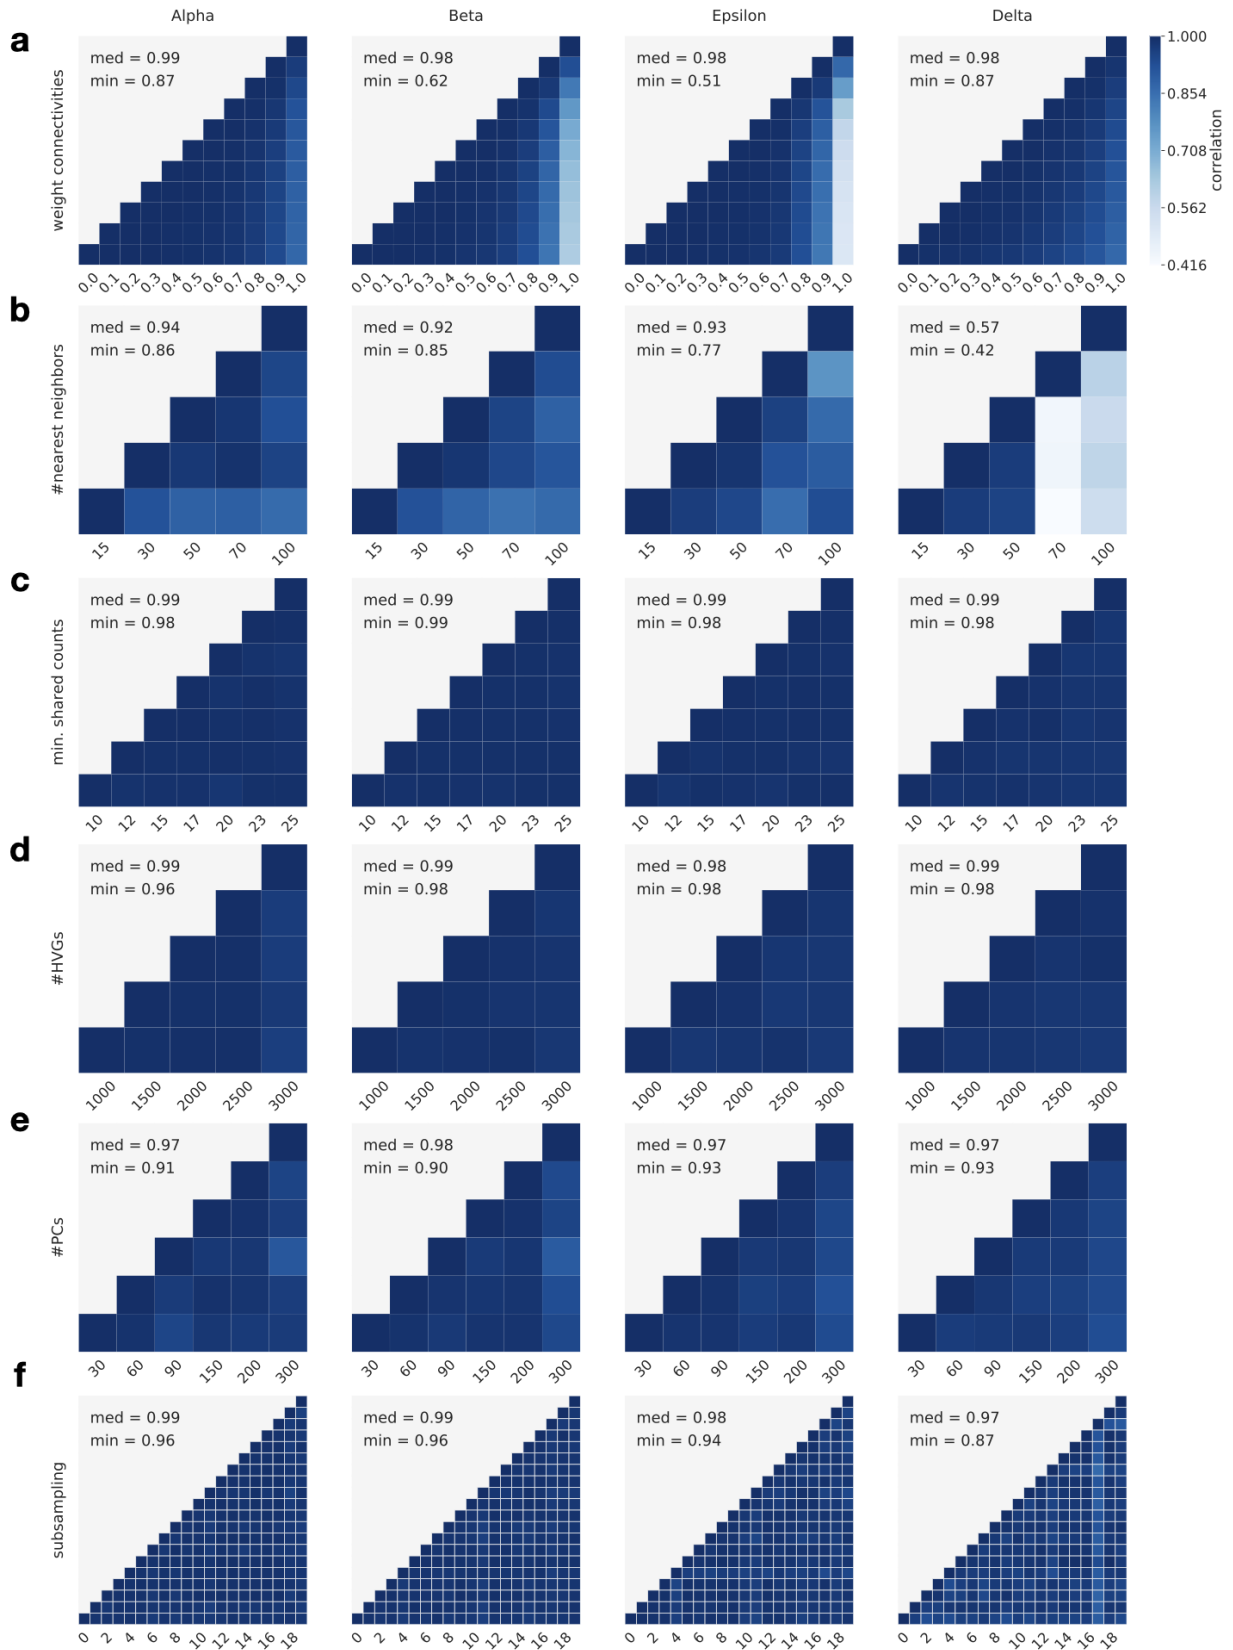 Alpha Beta Epsilon Delta
a
weight connectivities
med = 0.99 med = 0.98 med = 0.98 med = 0.98
min = 0.87 min = 0.62 min = 0.51 min = 0.87
1.000
0.854
0.708
0.562
0.416
correlation
0.0 0.1 0.2 0.3 0.4 0.5 0.6 0.7 0.8 0.9 1.0 0.0 0.1 0.2 0.3 0.4 0.5 0.6 0.7 0.8 0.9 1.0 0.0 0.1 0.2 0.3 0.4 0.5 0.6 0.7 0.8 0.9 1.0 0.0 0.1 0.2 0.3 0.4 0.5 0.6 0.7 0.8 0.9 1.0
b
#nearest neighbors
med = 0.94 med = 0.92 med = 0.93 med = 0.57
min = 0.86 min = 0.85 min = 0.77 min = 0.42
15 30 50 70 100 15 30 50 70 100 15 30 50 70 100 15 30 50 70 100
c
min. shared counts
med = 0.99 med = 0.99 med = 0.99 med = 0.99
min = 0.98 min = 0.99 min = 0.98 min = 0.98
10 12 15 17 20 23 25 10 12 15 17 20 23 25 10 12 15 17 20 23 25 10 12 15 17 20 23 25
d
#HVGs
med = 0.99 med = 0.99 med = 0.98 med = 0.99
min = 0.96 min = 0.98 min = 0.98 min = 0.98
1000 1500 2000 2500 3000 1000 1500 2000 2500 3000 1000 1500 2000 2500 3000 1000 1500 2000 2500 3000
e
#PCs
med = 0.97 med = 0.98 med = 0.97 med = 0.97
min = 0.91 min = 0.90 min = 0.93 min = 0.93
30 60 90 150 200 300 30 60 90 150 200 300 30 60 90 150 200 300 30 60 90 150 200 300
f
subsampling
med = 0.99 med = 0.99 med = 0.98 med = 0.97
min = 0.96 min = 0.96 min = 0.94 min = 0.87
0 2 4 6 8 10 12 14 16 18 0 2 4 6 8 10 12 14 16 18 0 2 4 6 8 10 12 14 16 18 0 2 4 6 8 10 12 14 16 18